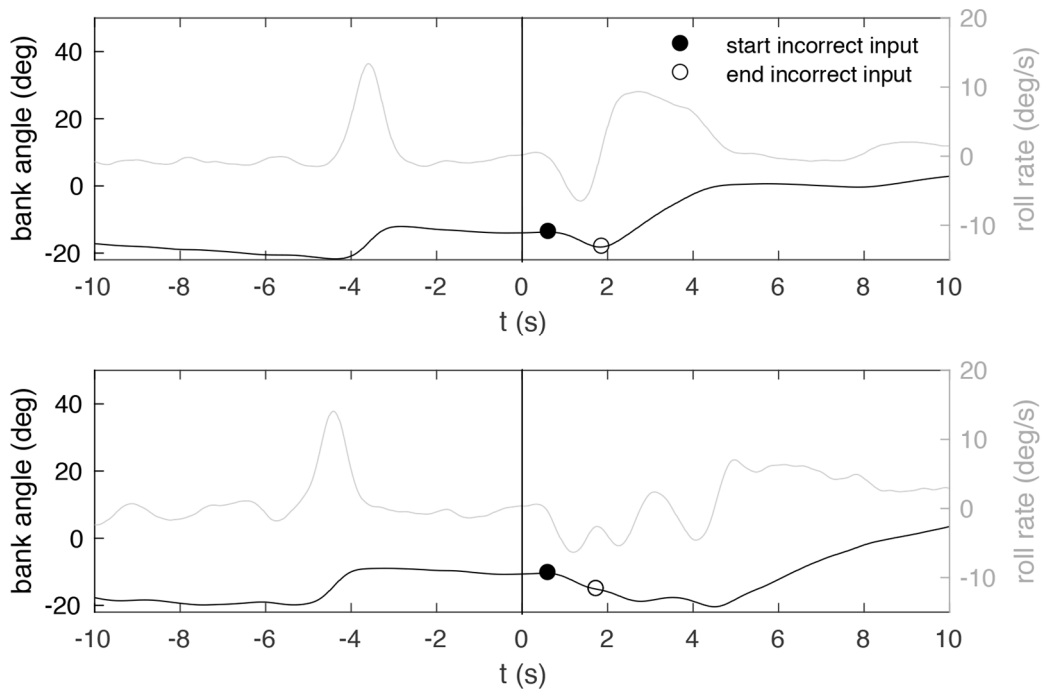 bank angle (deg)
40
20
0
-20
20
10
0
-10
roll rate (deg/s)
start incorrect input
end incorrect input
-10 -8 -6 -4 -2 0 2 4 6 8 10
t (s)
bank angle (deg)
40
20
0
-20
20
10
0
-10
roll rate (deg/s)
-10 -8 -6 -4 -2 0 2 4 6 8 10
t (s)